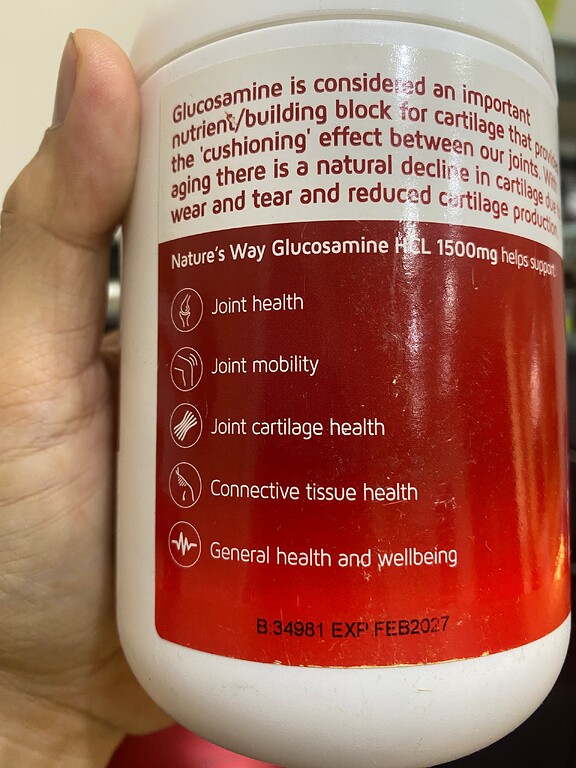 Glucosamine is considered an important
nutrient/building block for cartilage that
the 'cushioning' effect between our joints. With
aging there is a natural decline in cartilage due
wear and tear and reduced cartilage production
Nature's Way Glucosamine HCL 1500mg helps support:
Joint health
Joint mobility
Joint cartilage health
Connective tissue health
General health and wellbeing
B:34981 EXP FEB2027